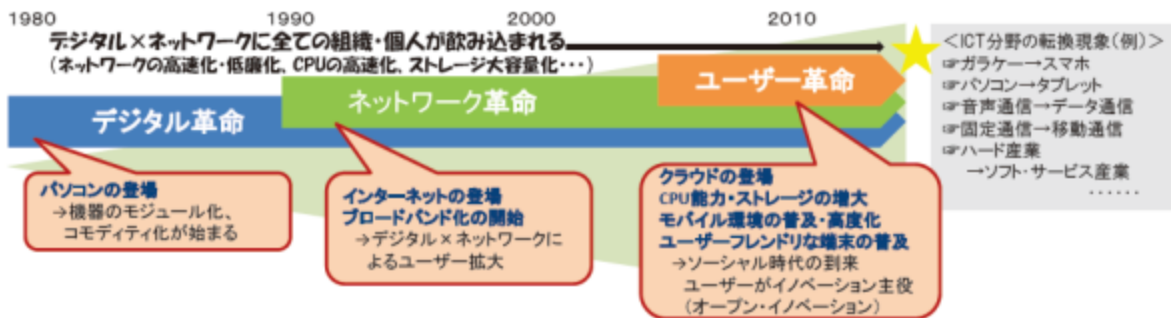 1980 1990 2000 2010
デジタル×ネットワークに全ての組織・個人が飲み込まれる
(ネットワークの高速化・低廉化、CPUの高速化、ストレージ大容量化・・・)
デジタル革命
ネットワーク革命
ユーザー革命
パソコンの登場
→機器のモジュール化、
コモディティ化が始まる
インターネットの登場
ブロードバンド化の開始
→デジタル×ネットワークに
よるユーザー拡大
クラウドの登場
CPU能力・ストレージの増大
モバイル環境の普及・高度化
ユーザーフレンドリな端末の普及
→ソーシャル時代の到来
ユーザーがイノベーション主役
(オープン・イノベーション)
<ICT分野の転換現象(例)>
☞ガラケー→スマホ
☞パソコン→タブレット
☞音声通信→データ通信
☞固定通信→移動通信
☞ハード産業
→ソフト・サービス産業
・・・・・・